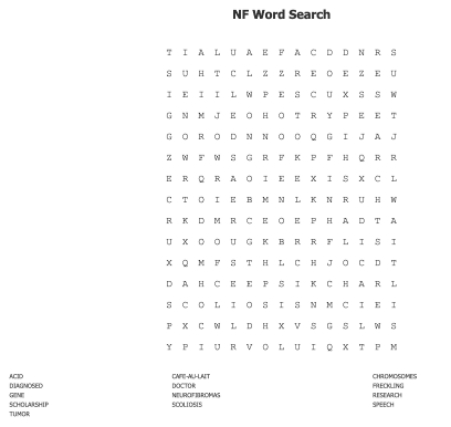 NF Word Search
T I A L U A E F A C D D N R S
S U H T C L Z Z R E O E Z E U
I E I I L W P E S C U X S S W
G N M J E O H O T R Y P E E T
G O R O D N N O O Q G I J A J
Z W F W S G R F K P F H Q R R
E R Q R A O I E E X I S X C L
C T O I E B M N L K N R U H W
R K D M R C E O E P H A D T A
U X O O U G K B R R F L I S I
X Q M F S T H L C H J O C D T
D A H C E E P S I K C H A R L
S C O L I O S I S N M C I E I
P X C W L D H X V S G S L W S
Y P I U R V O L U I Q X T P M
ACID CAFE-AU-LAIT CHROMOSOMES
DIAGNOSED DOCTOR FRECKLING
GENE NEUROFIBROMAS RESEARCH
SCHOLARSHIP SCOLIOSIS SPEECH
TUMOR